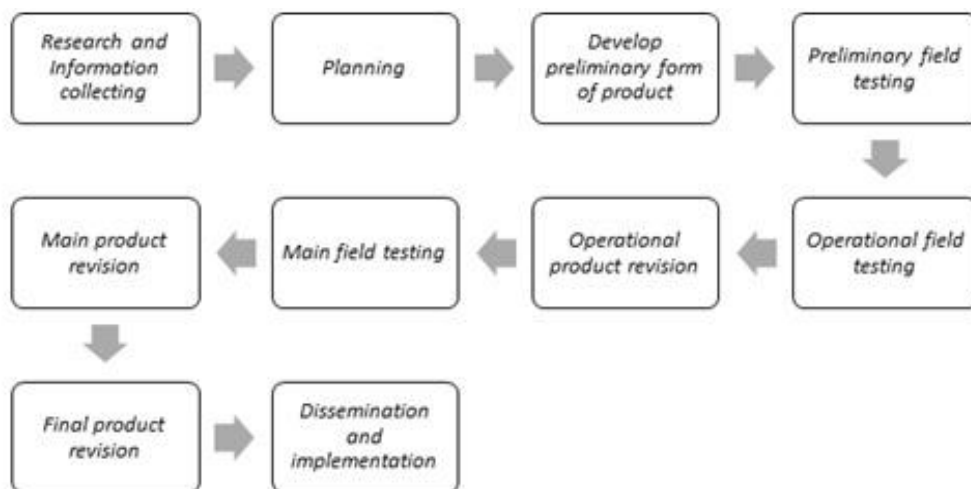 Research and
Information
collecting
Planning
Develop
preliminary form
of product
Preliminary field
testing
Operational field
testing
Operational
product revision
Main field testing
Main product
revision
Final product
revision
Dissemination
and
implementation